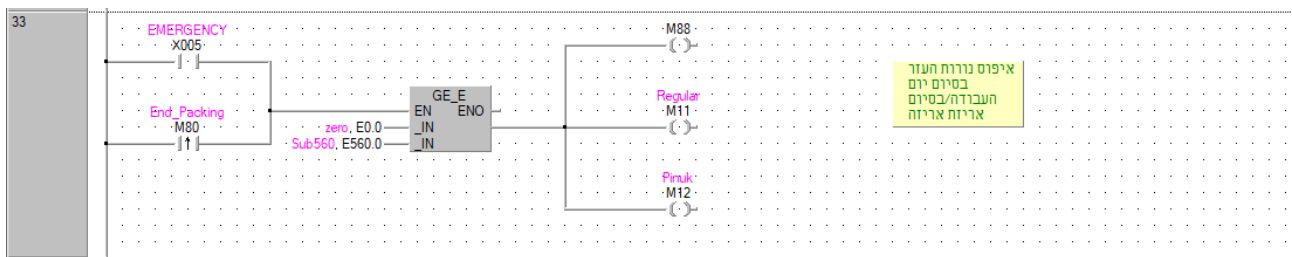 33
EMERGENCY
X005
End_Packing
M80
GE_E
EN ENO
zero, E0.0 _IN
Sub560, E560.0 _IN
M88
Regular
M11
Pinuk
M12
איפוס נורות העזר
בסיום יום
העבודה/בסיום
אריזת אריזה